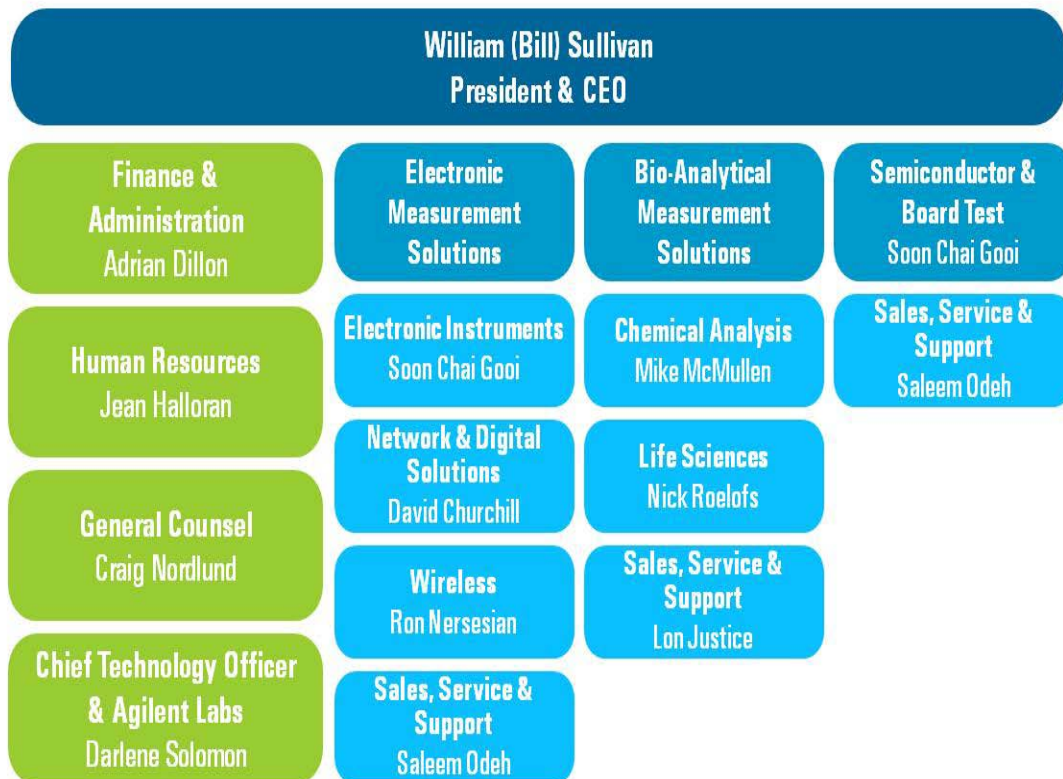 William (Bill) Sullivan
President & CEO
Finance &
Administration
Adrian Dillon
Human Resources
Jean Halloran
General Counsel
Craig Nordlund
Chief Technology Officer
& Agilent Labs
Darlene Solomon
Electronic
Measurement
Solutions
Electronic Instruments
Soon Chai Gooi
Network & Digital
Solutions
David Churchill
Wireless
Ron Nersesian
Sales, Service &
Support
Saleem Odeh
Bio-Analytical
Measurement
Solutions
Chemical Analysis
Mike McMullen
Life Sciences
Nick Roelofs
Sales, Service &
Support
Lon Justice
Semiconductor &
Board Test
Soon Chai Gooi
Sales, Service &
Support
Saleem Odeh